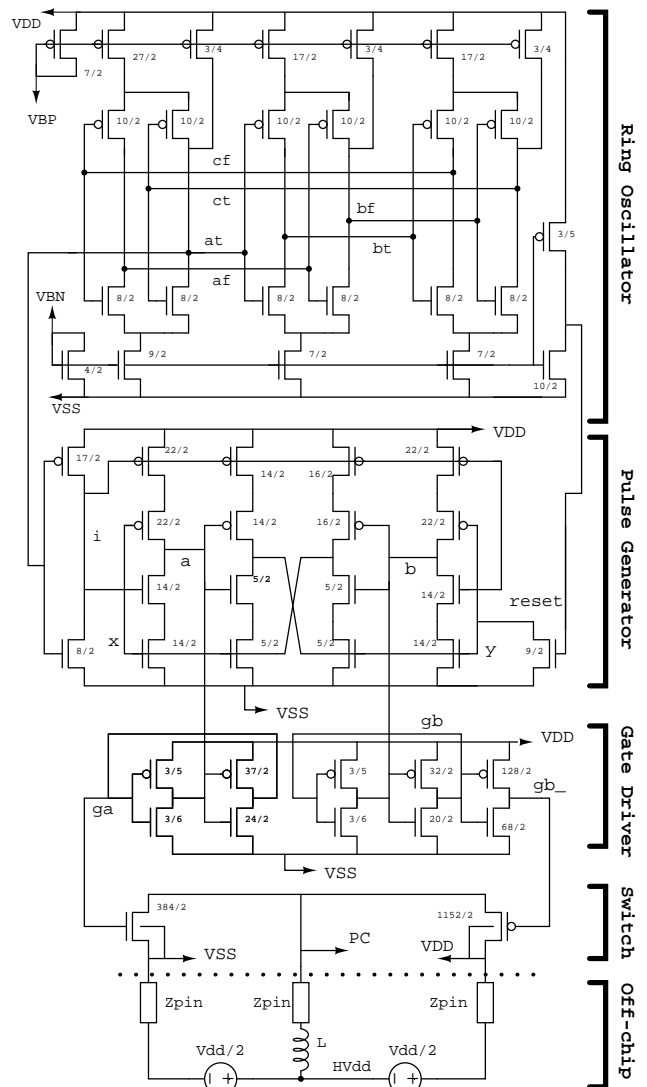 VDD
7/2
27/2
3/4
17/2
3/4
17/2
3/4
VBP
10/2
10/2
10/2
10/2
10/2
10/2
cf
ct
bf
at
bt
af
3/5
VBN
8/2
8/2
8/2
8/2
8/2
8/2
4/2
9/2
7/2
7/2
10/2
VSS
Ring Oscillator
VDD
17/2
22/2
14/2
16/2
22/2
22/2
14/2
16/2
22/2
i
a
b
14/2
5/2
5/2
14/2
reset
x
8/2
14/2
5/2
5/2
14/2
y
9/2
VSS
Pulse Generator
gb
VDD
3/5
37/2
3/5
32/2
128/2
gb_
ga
3/6
24/2
3/6
20/2
68/2
VSS
Gate Driver
384/2
1152/2
PC
VSS
VDD
Switch
Zpin
Zpin
Zpin
L
Vdd/2
HVdd
Vdd/2
Off-chip